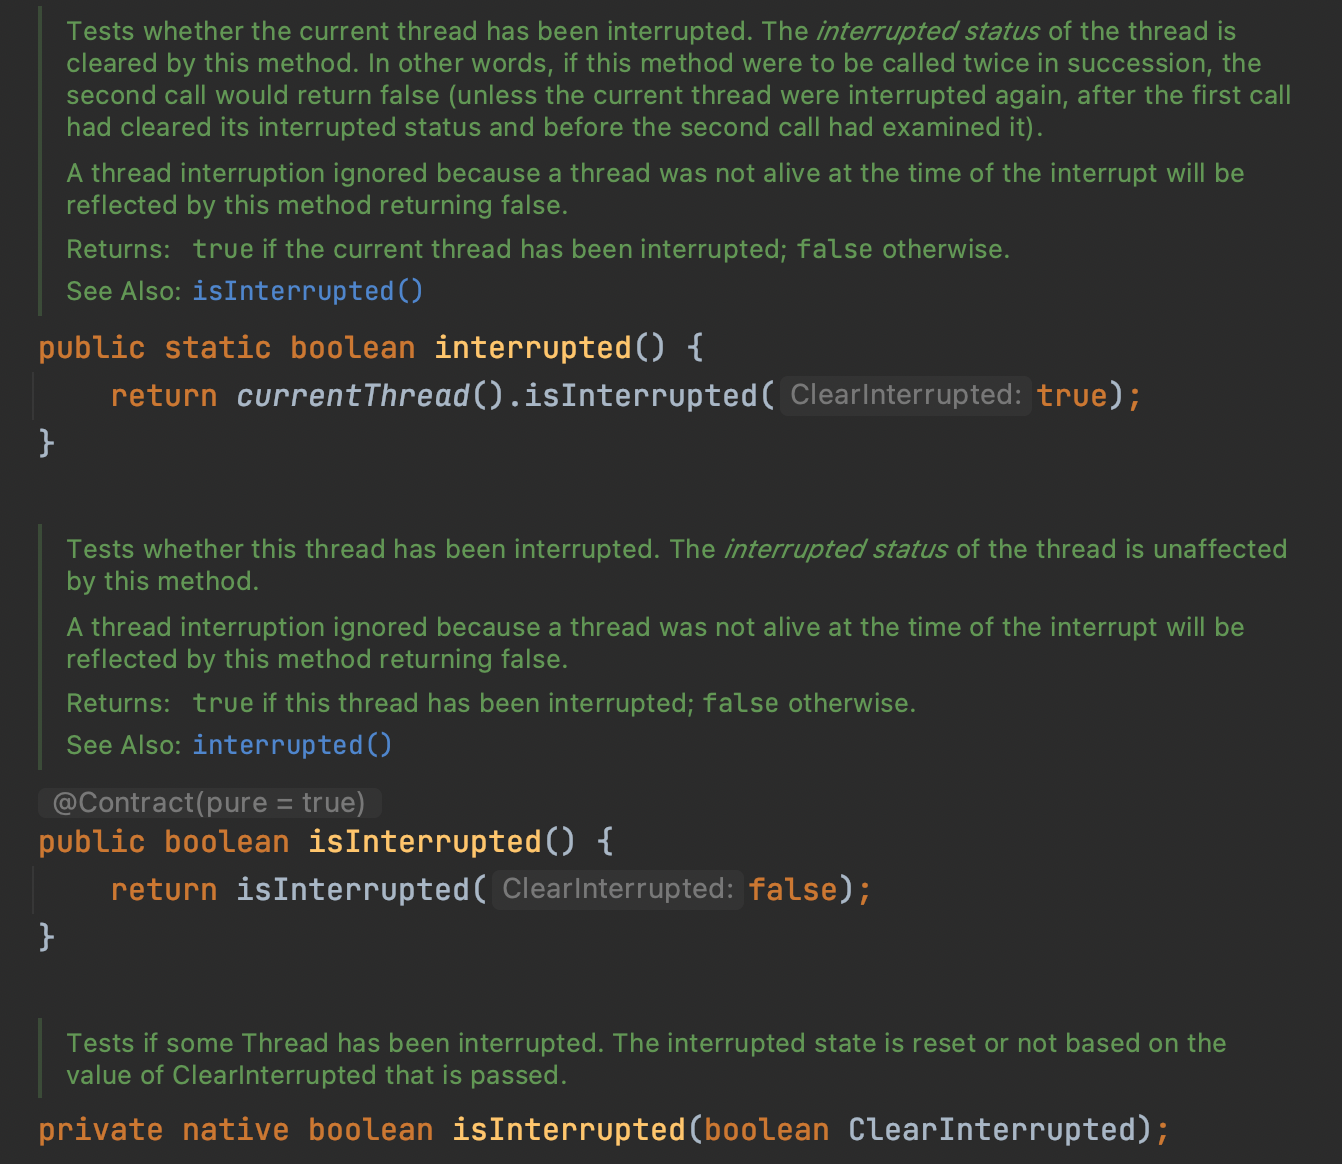 Tests whether the current thread has been interrupted. The interrupted status of the thread is
cleared by this method. In other words, if this method were to be called twice in succession, the
second call would return false (unless the current thread were interrupted again, after the first call
had cleared its interrupted status and before the second call had examined it).
A thread interruption ignored because a thread was not alive at the time of the interrupt will be
reflected by this method returning false.
Returns: true if the current thread has been interrupted; false otherwise.
See Also: isInterrupted()
public static boolean interrupted() {
    return currentThread().isInterrupted( ClearInterrupted: true);
}
Tests whether this thread has been interrupted. The interrupted status of the thread is unaffected
by this method.
A thread interruption ignored because a thread was not alive at the time of the interrupt will be
reflected by this method returning false.
Returns: true if this thread has been interrupted; false otherwise.
See Also: interrupted()
@Contract(pure = true)
public boolean isInterrupted() {
    return isInterrupted( ClearInterrupted: false);
}
Tests if some Thread has been interrupted. The interrupted state is reset or not based on the
value of ClearInterrupted that is passed.
private native boolean isInterrupted(boolean ClearInterrupted);